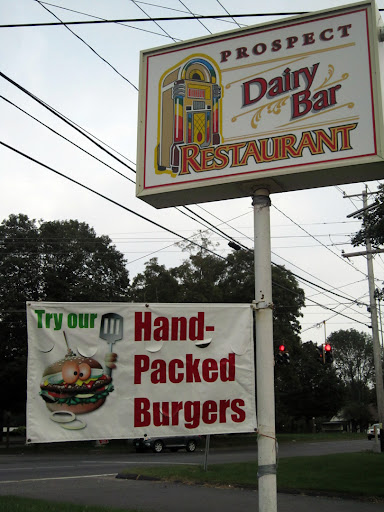 PROSPECT
Dairy Bar
RESTAURANT
Try our
Hand-
Packed
Burgers